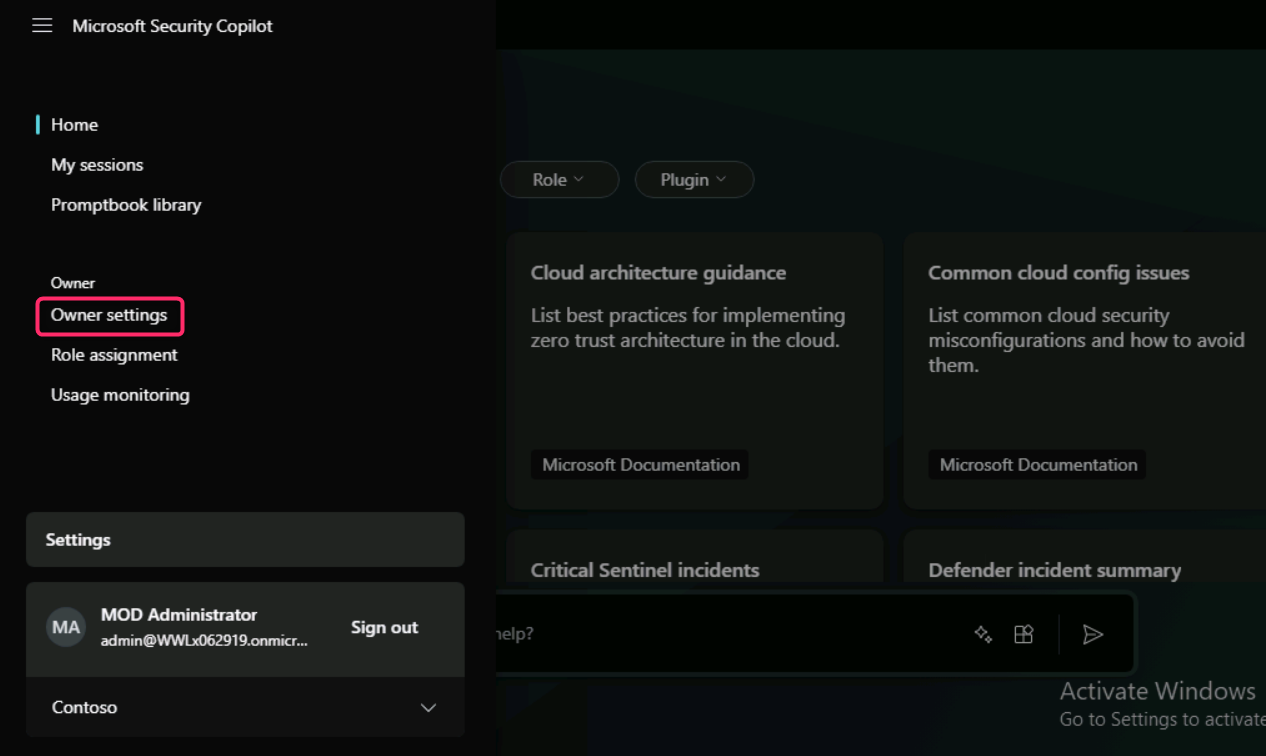 Microsoft Security Copilot
Home
My sessions
Promptbook library
Owner
Owner settings
Role assignment
Usage monitoring
Settings
MA
MOD Administrator
admin@WWLx062919.onmicr...
Sign out
Contoso
Role
Plugin
Cloud architecture guidance
List best practices for implementing
zero trust architecture in the cloud.
Microsoft Documentation
Common cloud config issues
List common cloud security
misconfigurations and how to avoid
them.
Microsoft Documentation
Critical Sentinel incidents
Defender incident summary
help?
Activate Windows
Go to Settings to activate